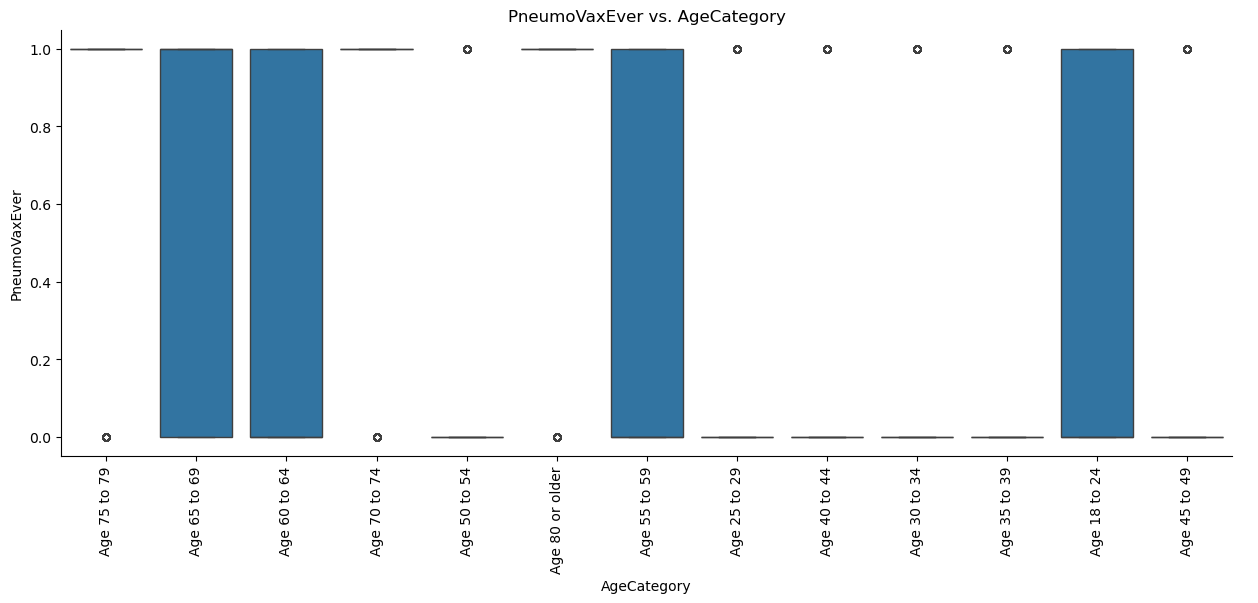 PneumoVaxEver vs. AgeCategory
PneumoVaxEver
1.0
0.8
0.6
0.4
0.2
0.0
Age 75 to 79
Age 65 to 69
Age 60 to 64
Age 70 to 74
Age 50 to 54
Age 80 or older
Age 55 to 59
Age 25 to 29
Age 40 to 44
Age 30 to 34
Age 35 to 39
Age 18 to 24
Age 45 to 49
AgeCategory